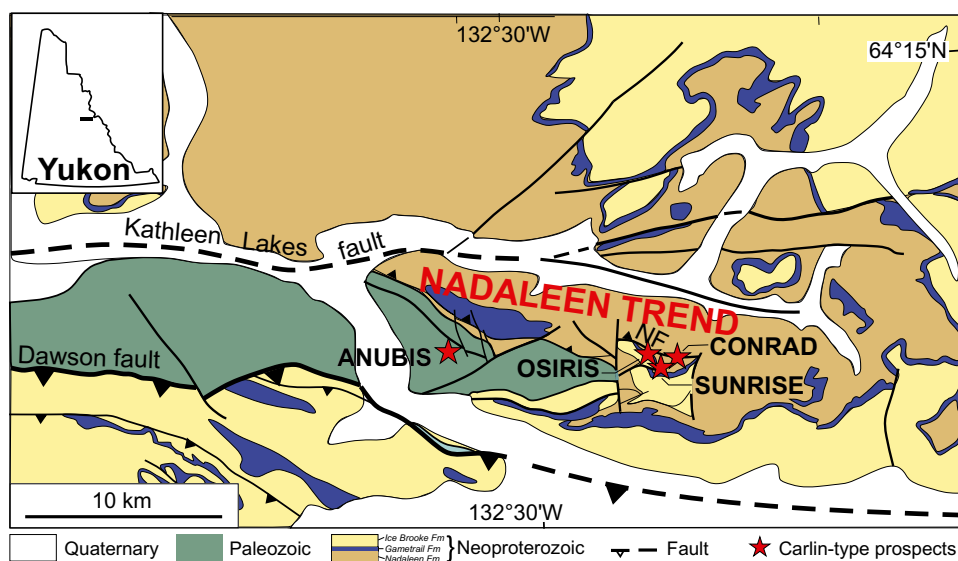 132°30'W
64°15'N
Yukon
Kathleen Lakes fault
NADALEEN TREND
NF
Dawson fault
ANUBIS
CONRAD
OSIRIS
SUNRISE
10 km
132°30'W
Quaternary
Paleozoic
Ice Brooke Fm
Gametrail Fm
Nadaleen Fm
Neoproterozoic
Fault
Carlin-type prospects